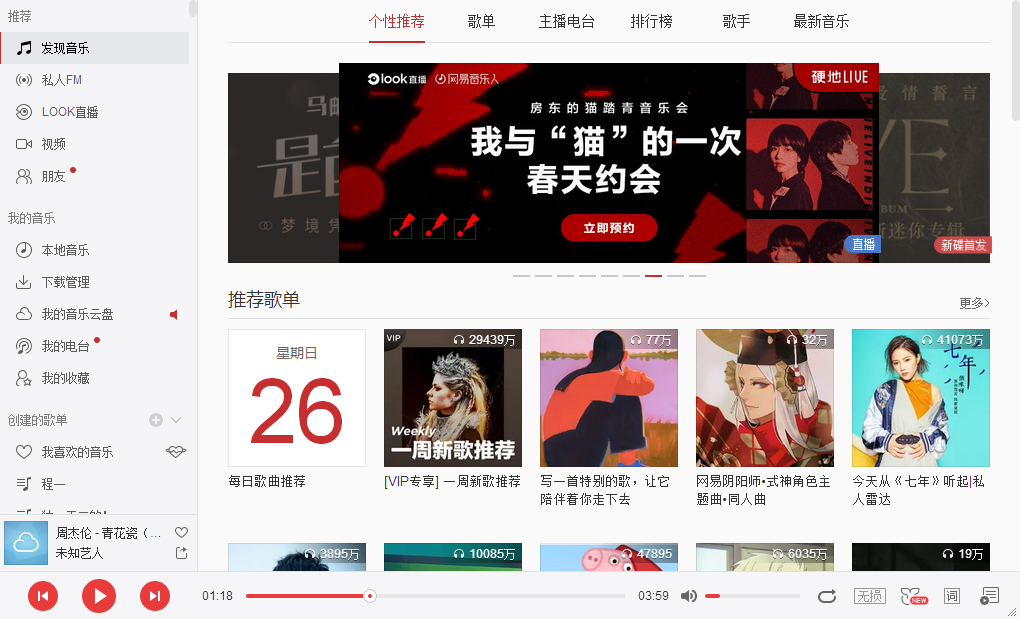 推荐
发现音乐
私人FM
LOOK直播
视频
朋友
我的音乐
本地音乐
下载管理
我的音乐云盘
我的电台
我的收藏
创建的歌单
我喜欢的音乐
程一
周杰伦 - 青花瓷（...
未知艺人
个性推荐 歌单 主播电台 排行榜 歌手 最新音乐
look直播 网易音乐人
硬地LIVE
房东的猫踏青音乐会
我与“猫”的一次
春天约会
立即预约
直播
马邮
是
梦境凭
爱情誓言
新迷你专辑
新碟首发
推荐歌单
更多>
星期日
26
每日歌曲推荐
VIP
29439万
Weekly
一周新歌推荐
[VIP专享] 一周新歌推荐
77万
写一首特别的歌，让它
陪伴着你走下去
32万
网易阴阳师•式神角色主
题曲•同人曲
41073万
七年
今天从《七年》听起|私
人雷达
3895万
10085万
47895
6035万
19万
01:18
03:59
无损
NEW
词